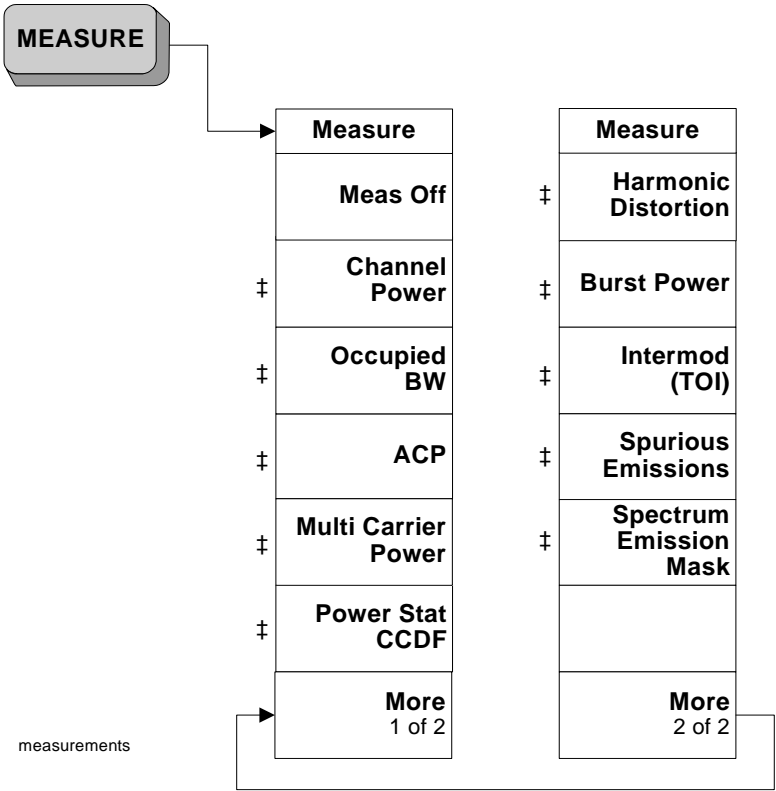 MEASURE
Measure
Meas Off
‡ Channel
Power
‡ Occupied
BW
‡ ACP
‡ Multi Carrier
Power
‡ Power Stat
CCDF
More
1 of 2
Measure
‡ Harmonic
Distortion
‡ Burst Power
‡ Intermod
(TOI)
‡ Spurious
Emissions
‡ Spectrum
Emission
Mask
More
2 of 2
measurements